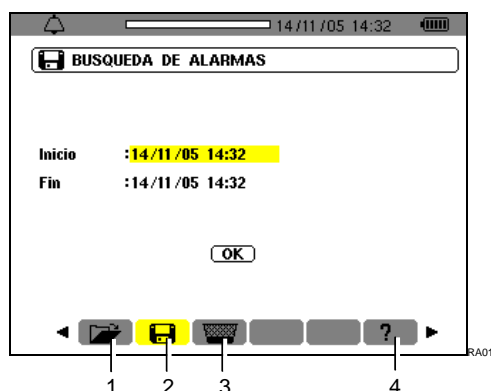 14/11/05 14:32
BUSQUEDA DE ALARMAS
Inicio :14/11/05 14:32
Fin :14/11/05 14:32
OK
?
RA01
1 2 3 4